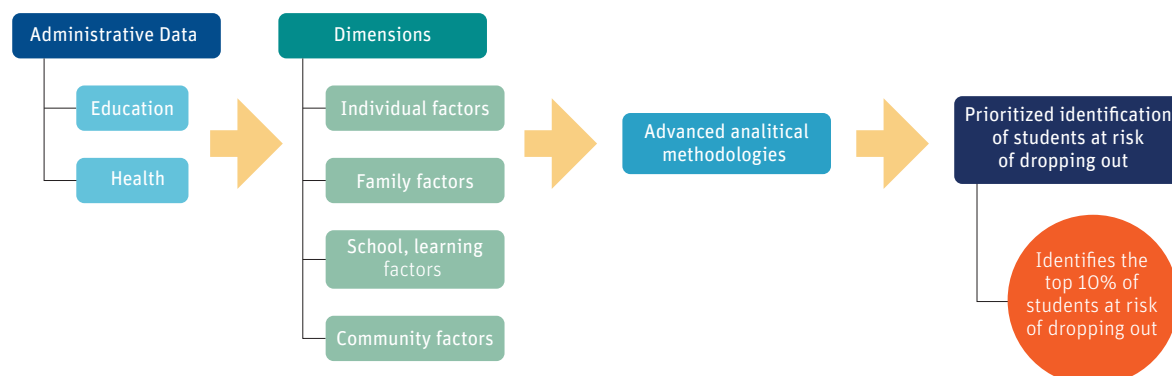 Administrative Data
Education
Health
Dimensions
Individual factors
Family factors
School, learning
factors
Community factors
Advanced analitical
methodologies
Prioritized identification
of students at risk
of dropping out
Identifies the
top 10% of
students at risk
of dropping out